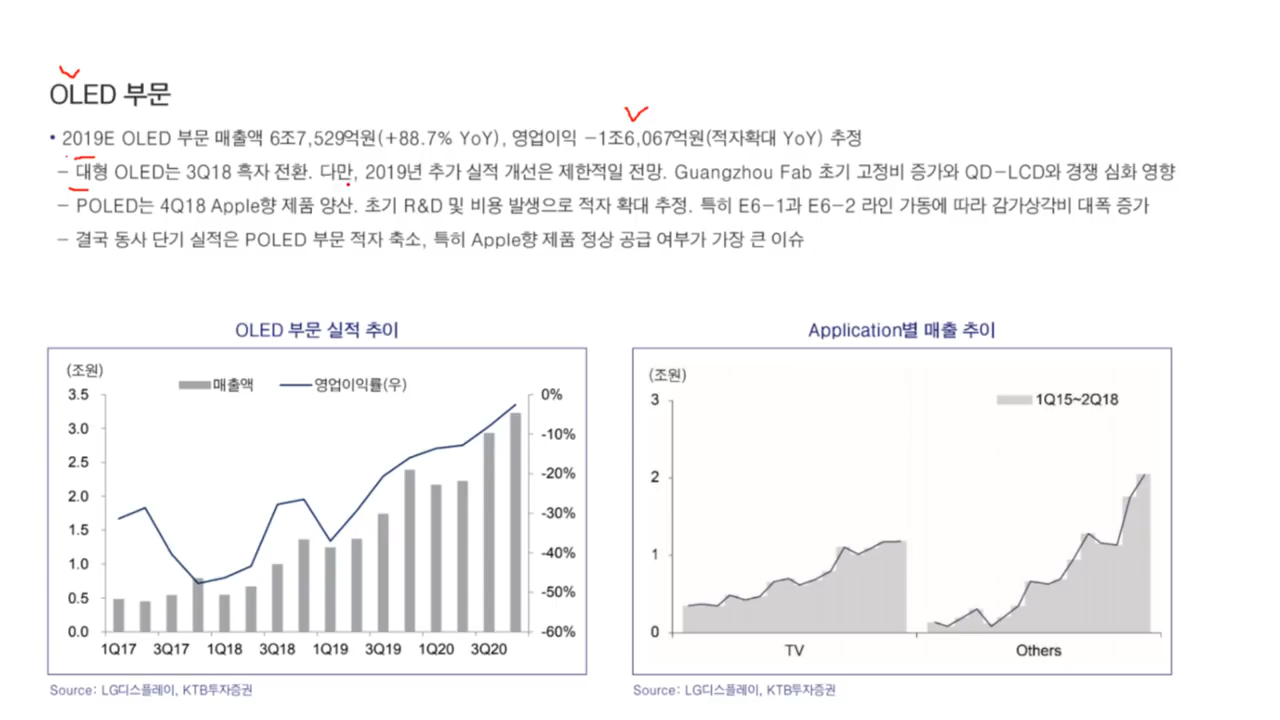 OLED 부문
• 2019E OLED 부문 매출액 6조7,529억원(+88.7% YoY), 영업이익 -1조6,067억원(적자확대 YoY) 추정
- 대형 OLED는 3Q18 흑자 전환. 다만, 2019년 추가 실적 개선은 제한적일 전망. Guangzhou Fab 초기 고정비 증가와 QD-LCD와 경쟁 심화 영향
- POLED는 4Q18 Apple향 제품 양산. 초기 R&D 및 비용 발생으로 적자 확대 추정. 특히 E6-1과 E6-2 라인 가동에 따라 감가상각비 대폭 증가
- 결국 동사 단기 실적은 POLED 부문 적자 축소, 특히 Apple향 제품 정상 공급 여부가 가장 큰 이슈
OLED 부문 실적 추이
(조원)
매출액 영업이익률(우)
3.5 0%
3.0 -10%
2.5 -20%
2.0 -30%
1.5 -40%
1.0 -50%
0.5 -60%
0.0
1Q17 3Q17 1Q18 3Q18 1Q19 3Q19 1Q20 3Q20
Source: LG디스플레이, KTB투자증권
Application별 매출 추이
(조원)
1Q15~2Q18
3
2
1
0
TV Others
Source: LG디스플레이, KTB투자증권